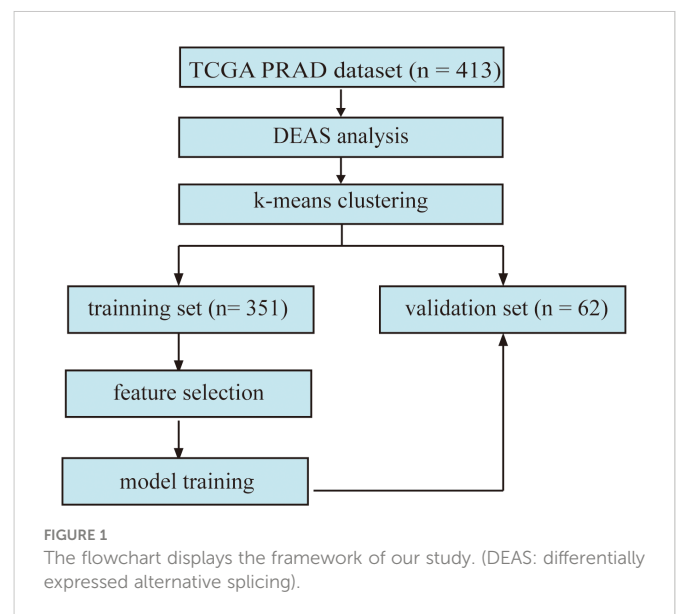 TCGA PRAD dataset (n = 413)
DEAS analysis
k-means clustering
trainning set (n= 351)
validation set (n = 62)
feature selection
model training
FIGURE 1
The flowchart displays the framework of our study. (DEAS: differentially
expressed alternative splicing).